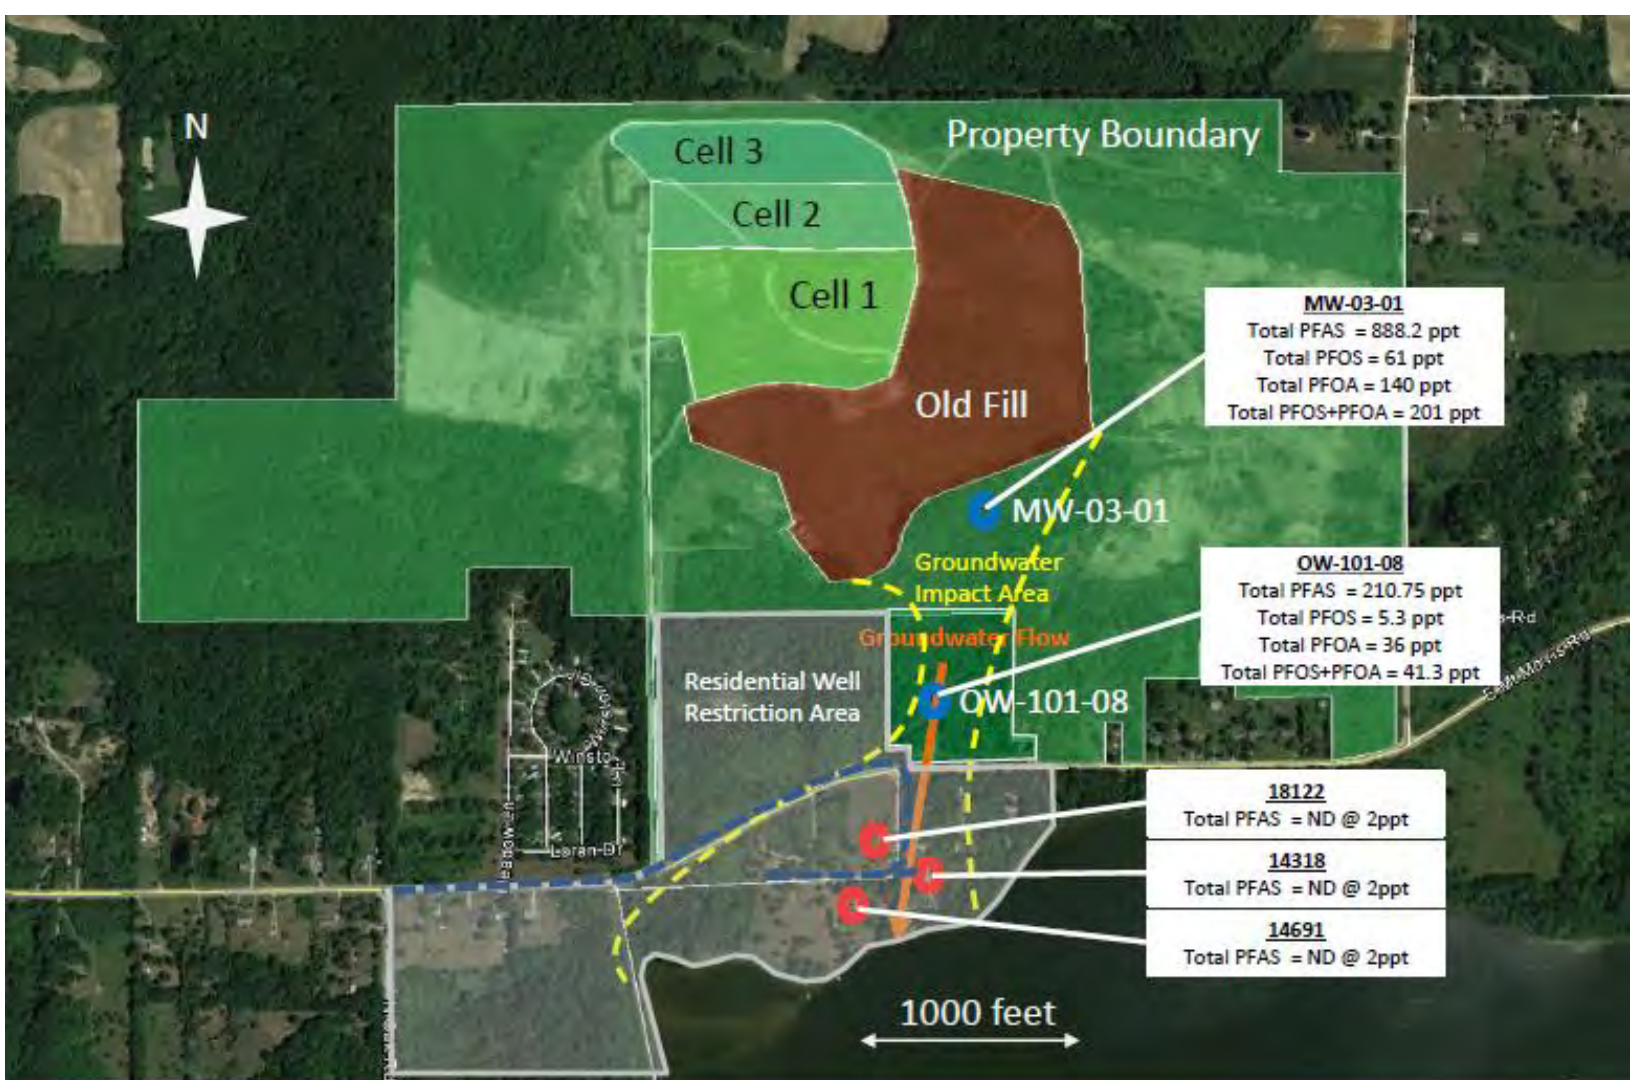 N
Cell 3
Property Boundary
Cell 2
Cell 1
MW-03-01
Total PFAS = 888.2 ppt
Total PFOS = 61 ppt
Total PFOA = 140 ppt
Total PFOS+PFOA = 201 ppt
Old Fill
MW-03-01
Groundwater
Impact Area
OW-101-08
Total PFAS = 210.75 ppt
Total PFOS = 5.3 ppt
Total PFOA = 36 ppt
Total PFOS+PFOA = 41.3 ppt
Groundwater Flow
Residential Well
Restriction Area
OW-101-08
Loran-Dr
18122
Total PFAS = ND @ 2ppt
14318
Total PFAS = ND @ 2ppt
14691
Total PFAS = ND @ 2ppt
1000 feet